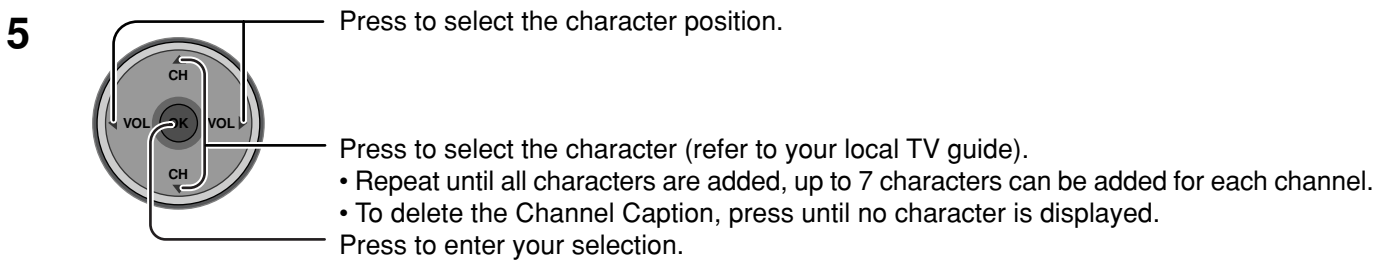 5
Press to select the character position.
CH
VOL OK VOL
CH
Press to select the character (refer to your local TV guide).
• Repeat until all characters are added, up to 7 characters can be added for each channel.
• To delete the Channel Caption, press until no character is displayed.
Press to enter your selection.